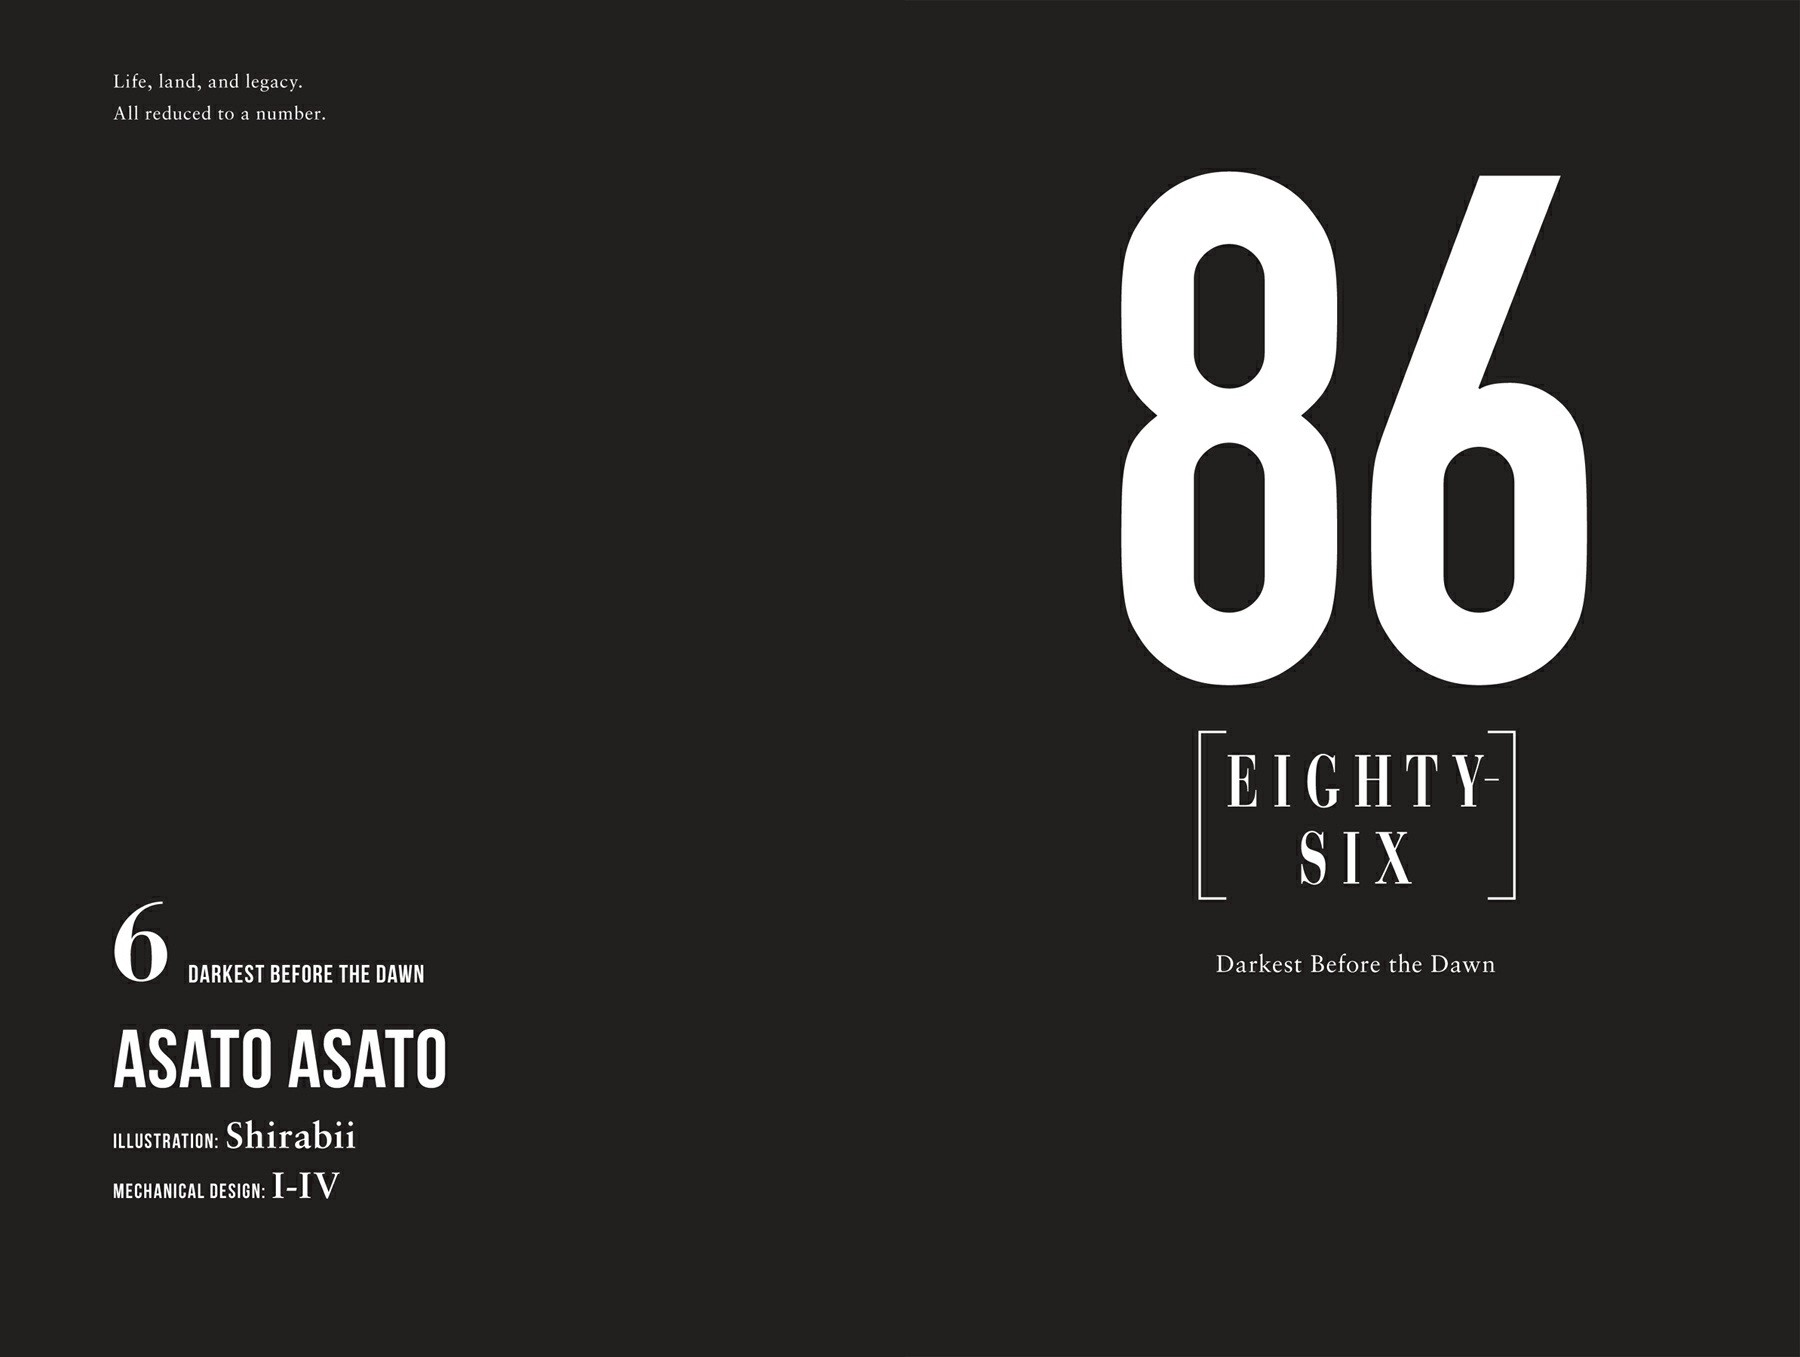 Life, land, and legacy.
All reduced to a number.
6 DARKEST BEFORE THE DAWN
ASATO ASATO
ILLUSTRATION: Shirabii
MECHANICAL DESIGN: I-IV
86
[EIGHTY-
SIX]
Darkest Before the Dawn